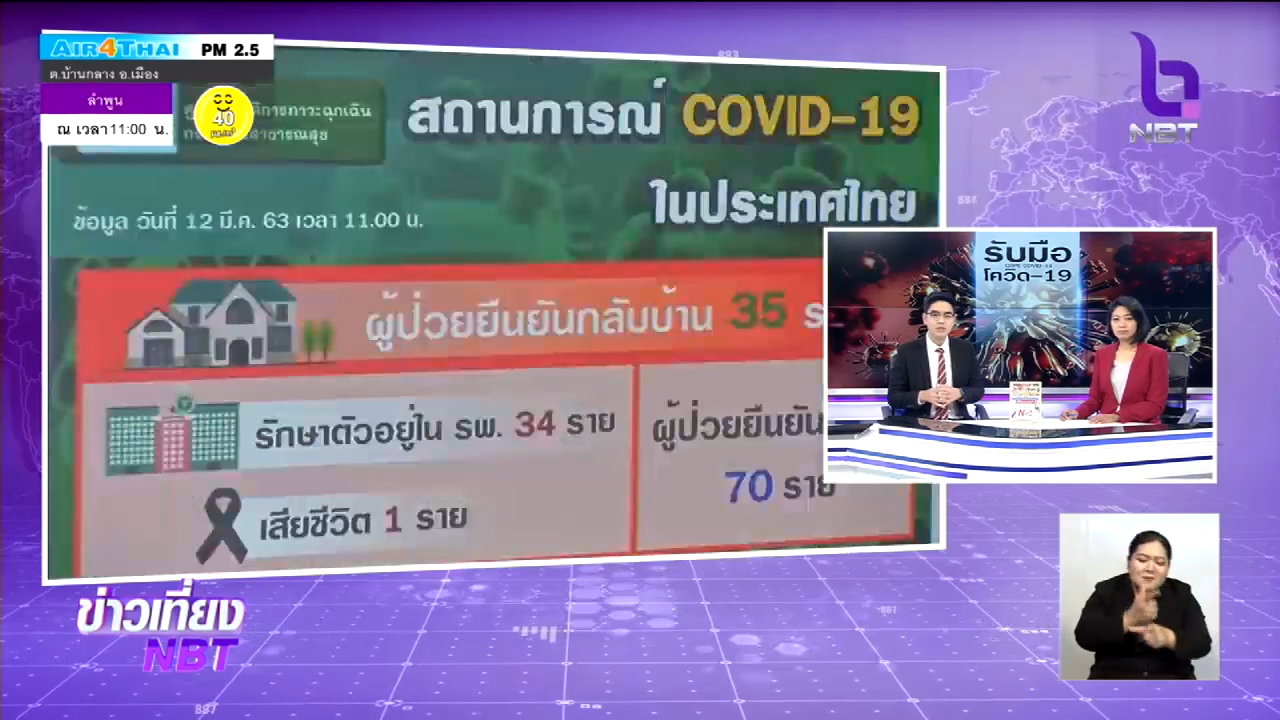 AIR4THAI PM 2.5
ต.บ้านกลาง อ.เมือง
ลำพูน
ณ เวลา 11:00 น.
40
สถานการณ์ COVID-19
ในประเทศไทย
ข้อมูล วันที่ 12 มี.ค. 63 เวลา 11.00 น.
ผู้ป่วยยืนยันกลับบ้าน 35
รักษาตัวอยู่ใน รพ. 34 ราย
เสียชีวิต 1 ราย
ผู้ป่วยยืนยัน
70 ราย
รับมือ
โควิด-19
NBT
ข่าวเที่ยง
NBT